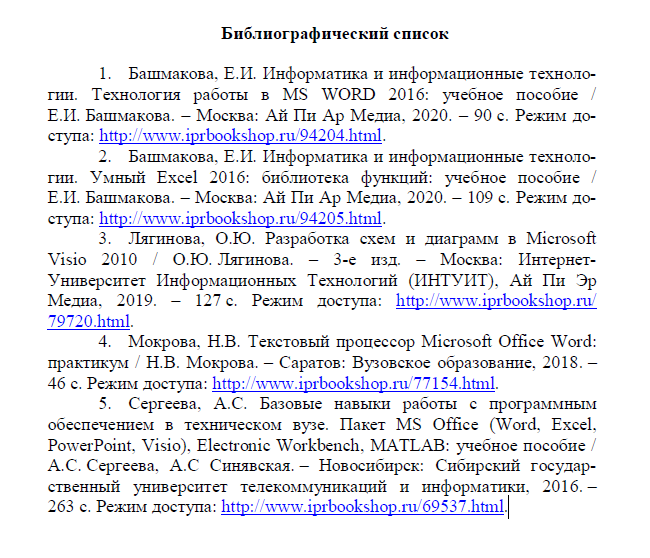 Библиографический список
1. Башмакова, Е.И. Информатика и информационные техноло-
гии. Технология работы в MS WORD 2016: учебное пособие /
Е.И. Башмакова. – Москва: Ай Пи Ар Медиа, 2020. – 90 с. Режим до-
ступа: http://www.iprbookshop.ru/94204.html.
2. Башмакова, Е.И. Информатика и информационные техноло-
гии. Умный Excel 2016: библиотека функций: учебное пособие /
Е.И. Башмакова. – Москва: Ай Пи Ар Медиа, 2020. – 109 с. Режим до-
ступа: http://www.iprbookshop.ru/94205.html.
3. Лягинова, О.Ю. Разработка схем и диаграмм в Microsoft
Visio 2010 / О.Ю. Лягинова. – 3-е изд. – Москва: Интернет-
Университет Информационных Технологий (ИНТУИТ), Ай Пи Эр
Медиа, 2019. – 127 с. Режим доступа: http://www.iprbookshop.ru/
79720.html.
4. Мокрова, Н.В. Текстовый процессор Microsoft Office Word:
практикум / Н.В. Мокрова. – Саратов: Вузовское образование, 2018. –
46 с. Режим доступа: http://www.iprbookshop.ru/77154.html.
5. Сергеева, А.С. Базовые навыки работы с программным
обеспечением в техническом вузе. Пакет MS Office (Word, Excel,
PowerPoint, Visio), Electronic Workbench, MATLAB: учебное пособие /
А.С. Сергеева, А.С Синявская. – Новосибирск: Сибирский государ-
ственный университет телекоммуникаций и информатики, 2016. –
263 с. Режим доступа: http://www.iprbookshop.ru/69537.html.